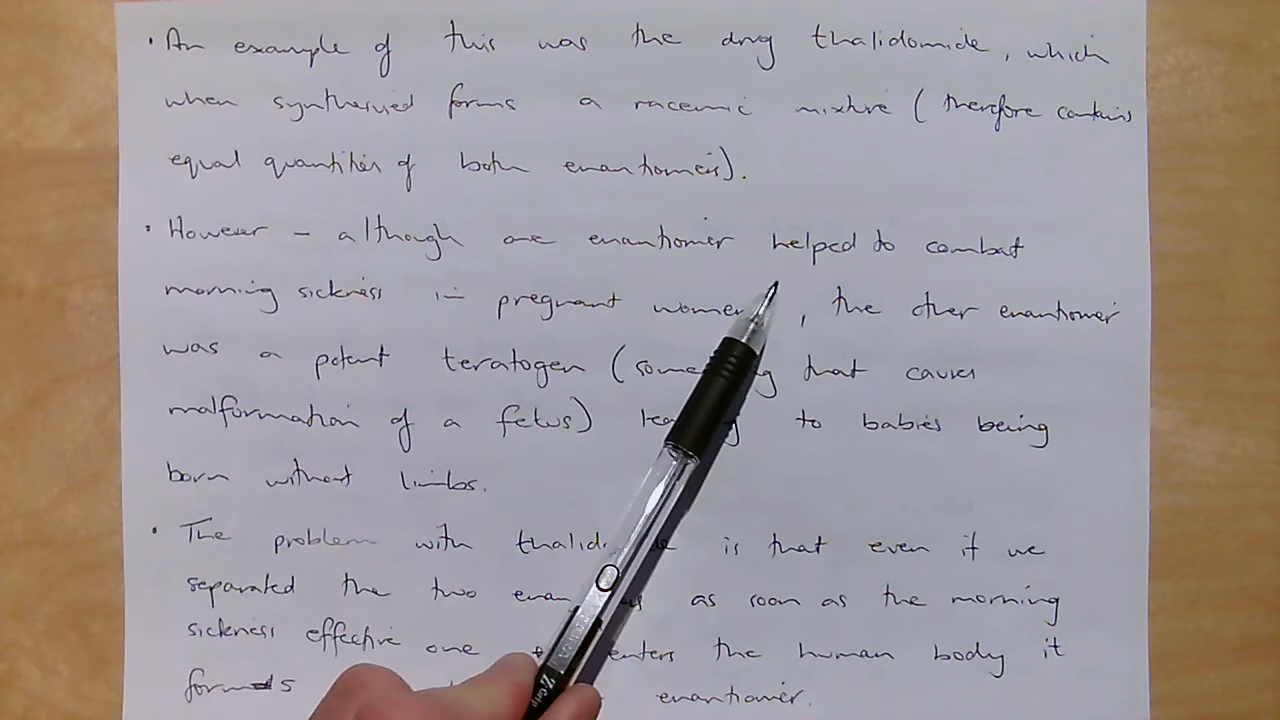 • An example of this was the drug thalidomide, which
when synthesised forms a racemic mixture (therefore contains
equal quantities of both enantiomers).
• However - although one enantiomer helped to combat
morning sickness in pregnant women, the other enantiomer
was a potent teratogen (some g that causes
malformation of a fetus) lea g to babies being
born without limbs.
• The problem with thalid de is that even if we
separated the two enan as soon as the morning
sickness effective one enters the human body it
forms enantiomer.
Z-Grip